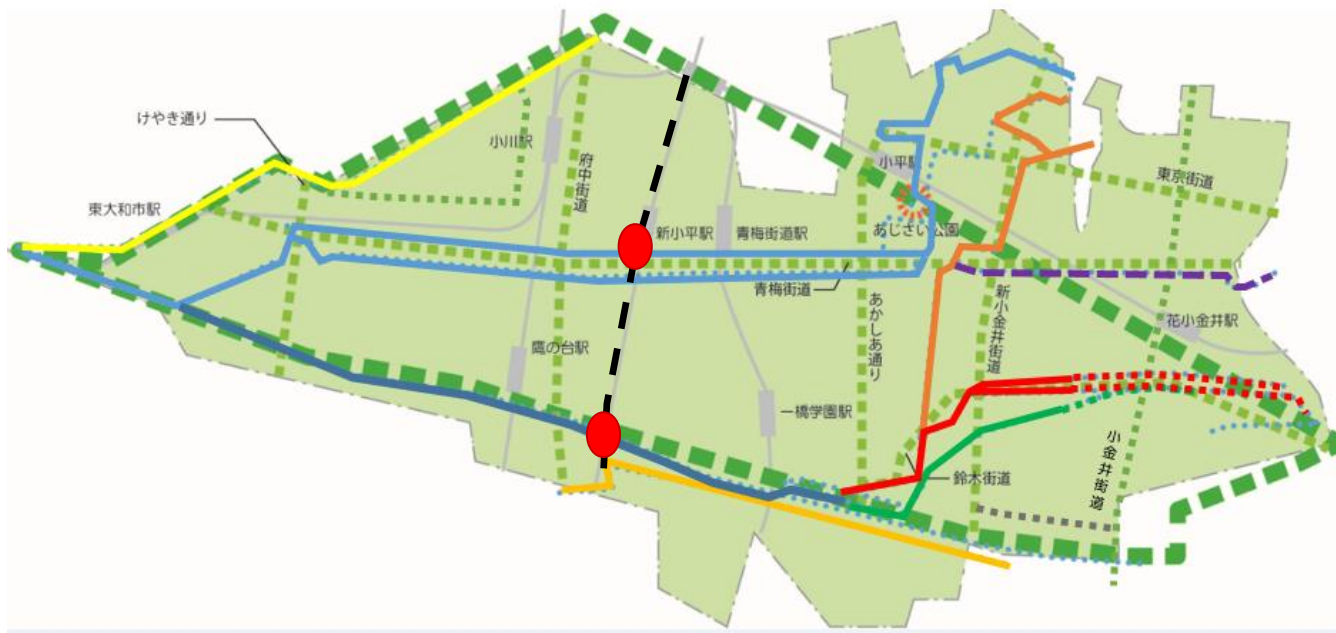 けやき通り
小川駅
府中街道
小平駅
東京街道
東大和市駅
新小平駅
青梅街道駅
あじさい公園
青梅街道
あかしあ通り
新小金井街道
花小金井駅
鷹の台駅
一橋学園駅
鈴木街道
小金井街道